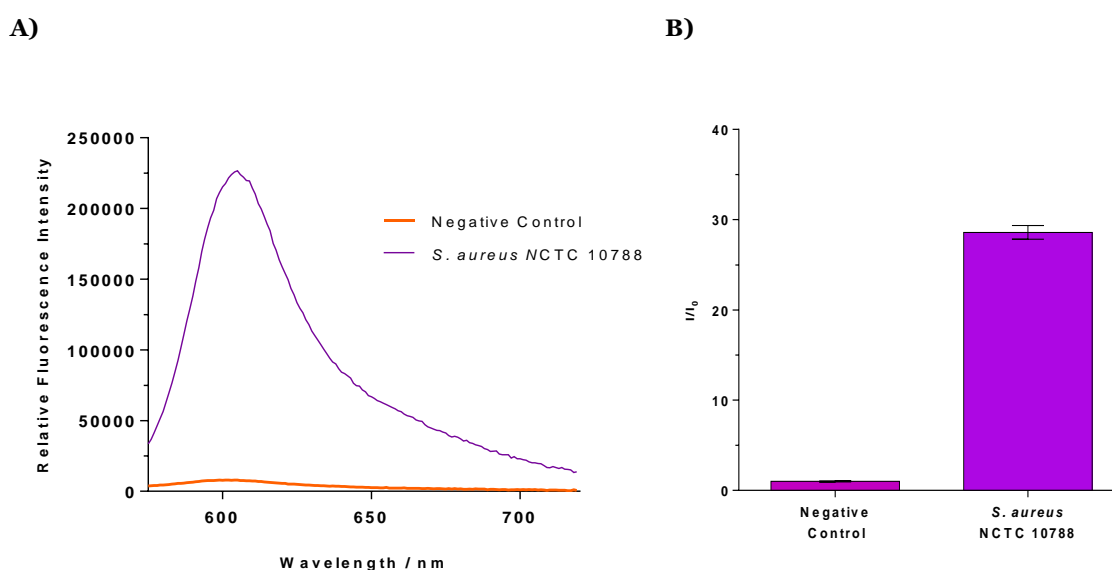 A)
B)
250000
200000
150000
100000
50000
0
Relative Fluorescence Intensity
600
650
700
Wavelength / nm
Negative Control
S. aureus NCTC 10788
40
30
20
10
0
I/I₀
Negative
Control
S. aureus
NCTC 10788